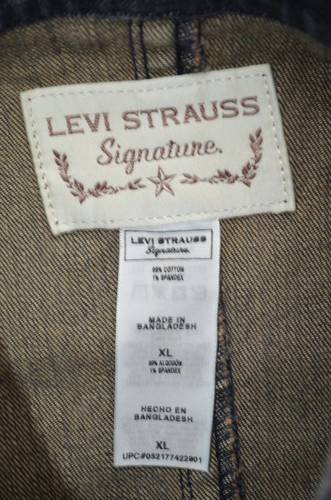 LEVI STRAUSS
Signature.
LEVI STRAUSS
Signature.
99% COTTON
1% SPANDEX
MADE IN
BANGLADESH
XL
99% ALGODON
1% SPANDEX
HECHO EN
BANGLADESH
XL
UPC#052177422901